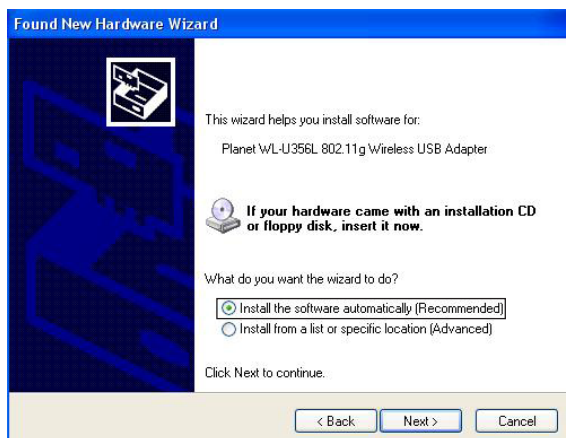 Found New Hardware Wizard
This wizard helps you install software for:
Planet WL-U356L 802.11g Wireless USB Adapter
If your hardware came with an installation CD
or floppy disk, insert it now.
What do you want the wizard to do?
Install the software automatically (Recommended)
Install from a list or specific location (Advanced)
Click Next to continue.
< Back Next > Cancel